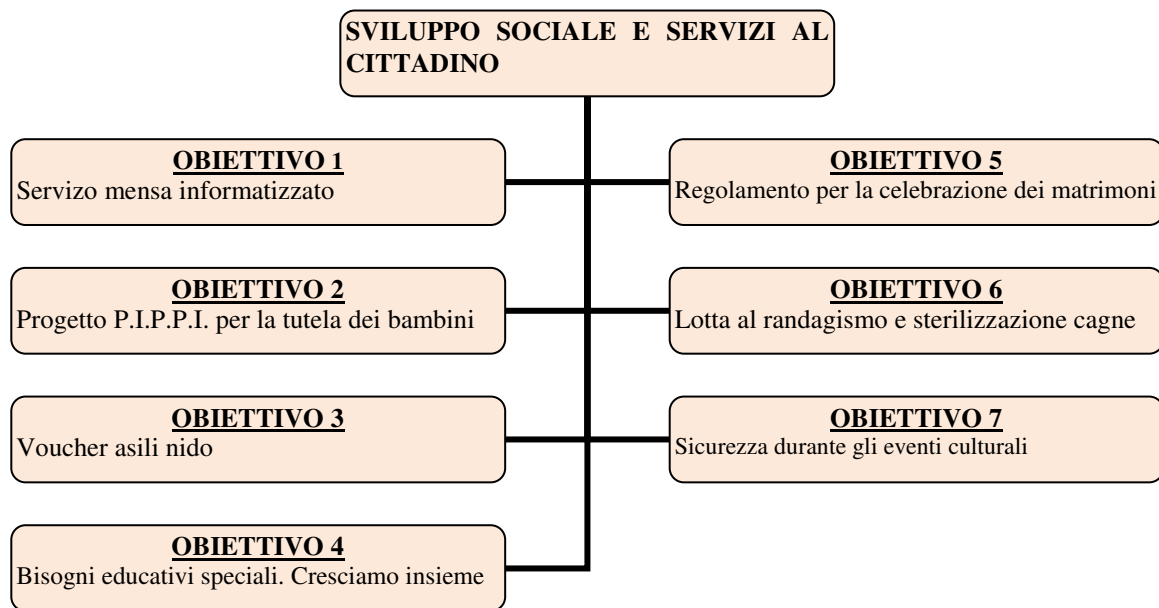 SVILUPPO SOCIALE E SERVIZI AL
CITTADINO
OBIETTIVO 1
Servizo mensa informatizzato
OBIETTIVO 2
Progetto P.I.P.P.I. per la tutela dei bambini
OBIETTIVO 3
Voucher asili nido
OBIETTIVO 4
Bisogni educativi speciali. Cresciamo insieme
OBIETTIVO 5
Regolamento per la celebrazione dei matrimoni
OBIETTIVO 6
Lotta al randagismo e sterilizzazione cagne
OBIETTIVO 7
Sicurezza durante gli eventi culturali